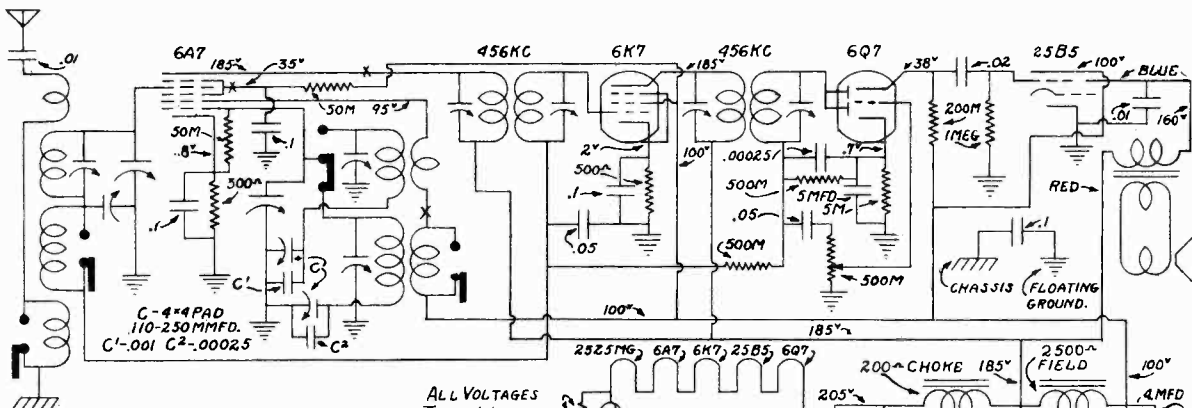 6A7 456KC 6K7 456KC 6Q7 25B5
.01
185ᵛ 35ᵛ 185ᵛ 38ᵛ .02 100ᵛ BLUE
50M
95ᵛ
50M
.8ᵛ
300Ω
.1
.1
2ᵛ
500Ω
.1
.05
100ᵛ
.00025
.7ᵛ
500M
5MFD
5M
.05
500M
500M
200M
1MEG
.01
160ᵛ
RED
.1
CHASSIS
FLOATING
GROUND.
C
C¹
C²
C-4-4 PAD
110-250MMFD.
C¹-.001 C²-.00025
100ᵛ
185ᵛ
25Z5MG 6A7 6K7 25B5 6Q7
200Ω CHOKE 185ᵛ 2500Ω
FIELD
100ᵛ
205ᵛ
4MFD
ALL VOLTAGES